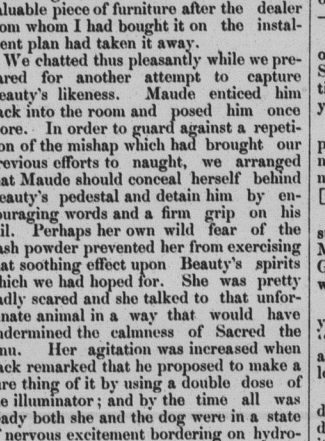 aluable piece of furniture after the dealer
om whom I had bought it on the instal-
ent plan had taken it away.
We chatted thus pleasantly while we pre-
ared for another attempt to capture
eauty's likeness. Maude enticed him
ack into the room and posed him once
ore. In order to guard against a repeti-
on of the mishap which had brought our
revious efforts to naught, we arranged
at Maude should conceal herself behind
eauty's pedestal and detain him by en-
ouraging words and a firm grip on his
il. Perhaps her own wild fear of the
ash powder prevented her from exercising
at soothing effect upon Beauty's spirits
hich we had hoped for. She was pretty
adly scared and she talked to that unfor-
unate animal in a way that would have
ndermined the calmness of Sacred the
nu. Her agitation was increased when
ack remarked that he proposed to make a
ure thing of it by using a double dose of
e illuminator; and by the time all was
eady both she and the dog were in a state
f nervous excitement bordering on hydro-